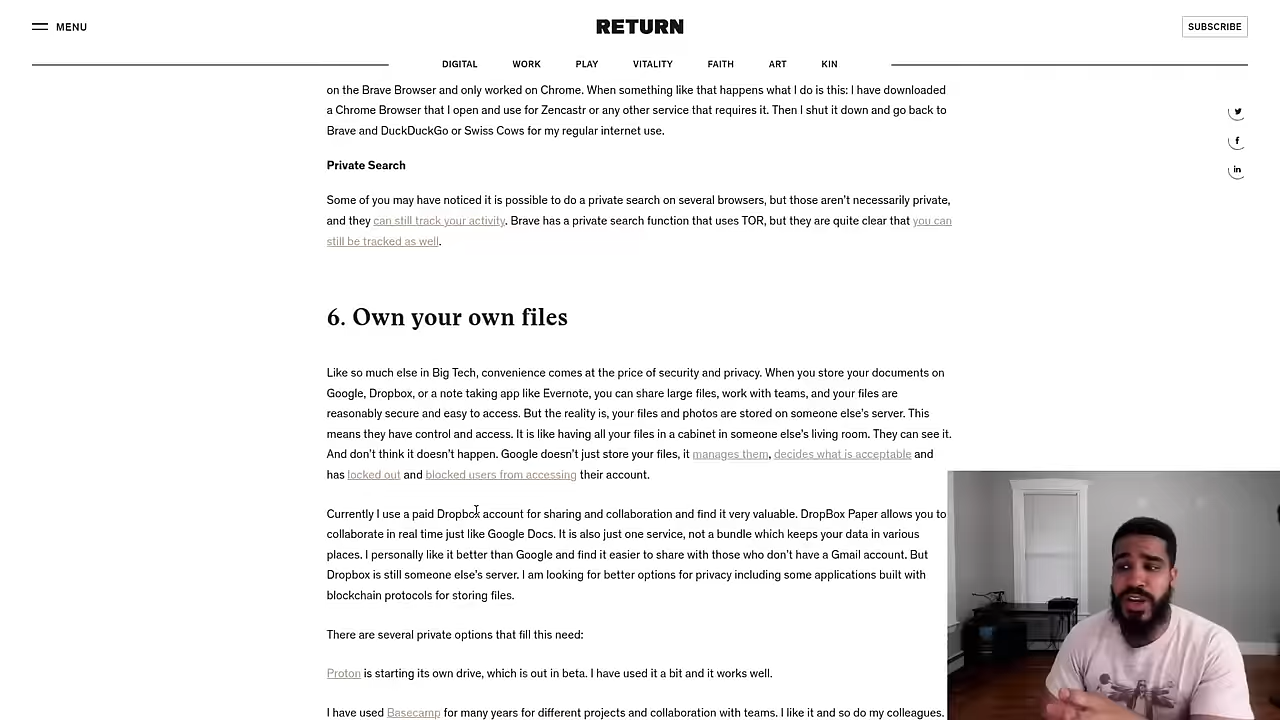 MENU
RETURN
SUBSCRIBE
DIGITAL WORK PLAY VITALITY FAITH ART KIN
on the Brave Browser and only worked on Chrome. When something like that happens what I do is this: I have downloaded
a Chrome Browser that I open and use for Zencastr or any other service that requires it. Then I shut it down and go back to
Brave and DuckDuckGo or Swiss Cows for my regular internet use.
Private Search
Some of you may have noticed it is possible to do a private search on several browsers, but those aren't necessarily private,
and they can still track your activity. Brave has a private search function that uses TOR, but they are quite clear that you can
still be tracked as well.
6. Own your own files
Like so much else in Big Tech, convenience comes at the price of security and privacy. When you store your documents on
Google, Dropbox, or a note taking app like Evernote, you can share large files, work with teams, and your files are
reasonably secure and easy to access. But the reality is, your files and photos are stored on someone else's server. This
means they have control and access. It is like having all your files in a cabinet in someone else's living room. They can see it.
And don't think it doesn't happen. Google doesn't just store your files, it manages them, decides what is acceptable and
has locked out and blocked users from accessing their account.
Currently I use a paid Dropbox account for sharing and collaboration and find it very valuable. DropBox Paper allows you to
collaborate in real time just like Google Docs. It is also just one service, not a bundle which keeps your data in various
places. I personally like it better than Google and find it easier to share with those who don't have a Gmail account. But
Dropbox is still someone else's server. I am looking for better options for privacy including some applications built with
blockchain protocols for storing files.
There are several private options that fill this need:
Proton is starting its own drive, which is out in beta. I have used it a bit and it works well.
I have used Basecamp for many years for different projects and collaboration with teams. I like it and so do my colleagues.